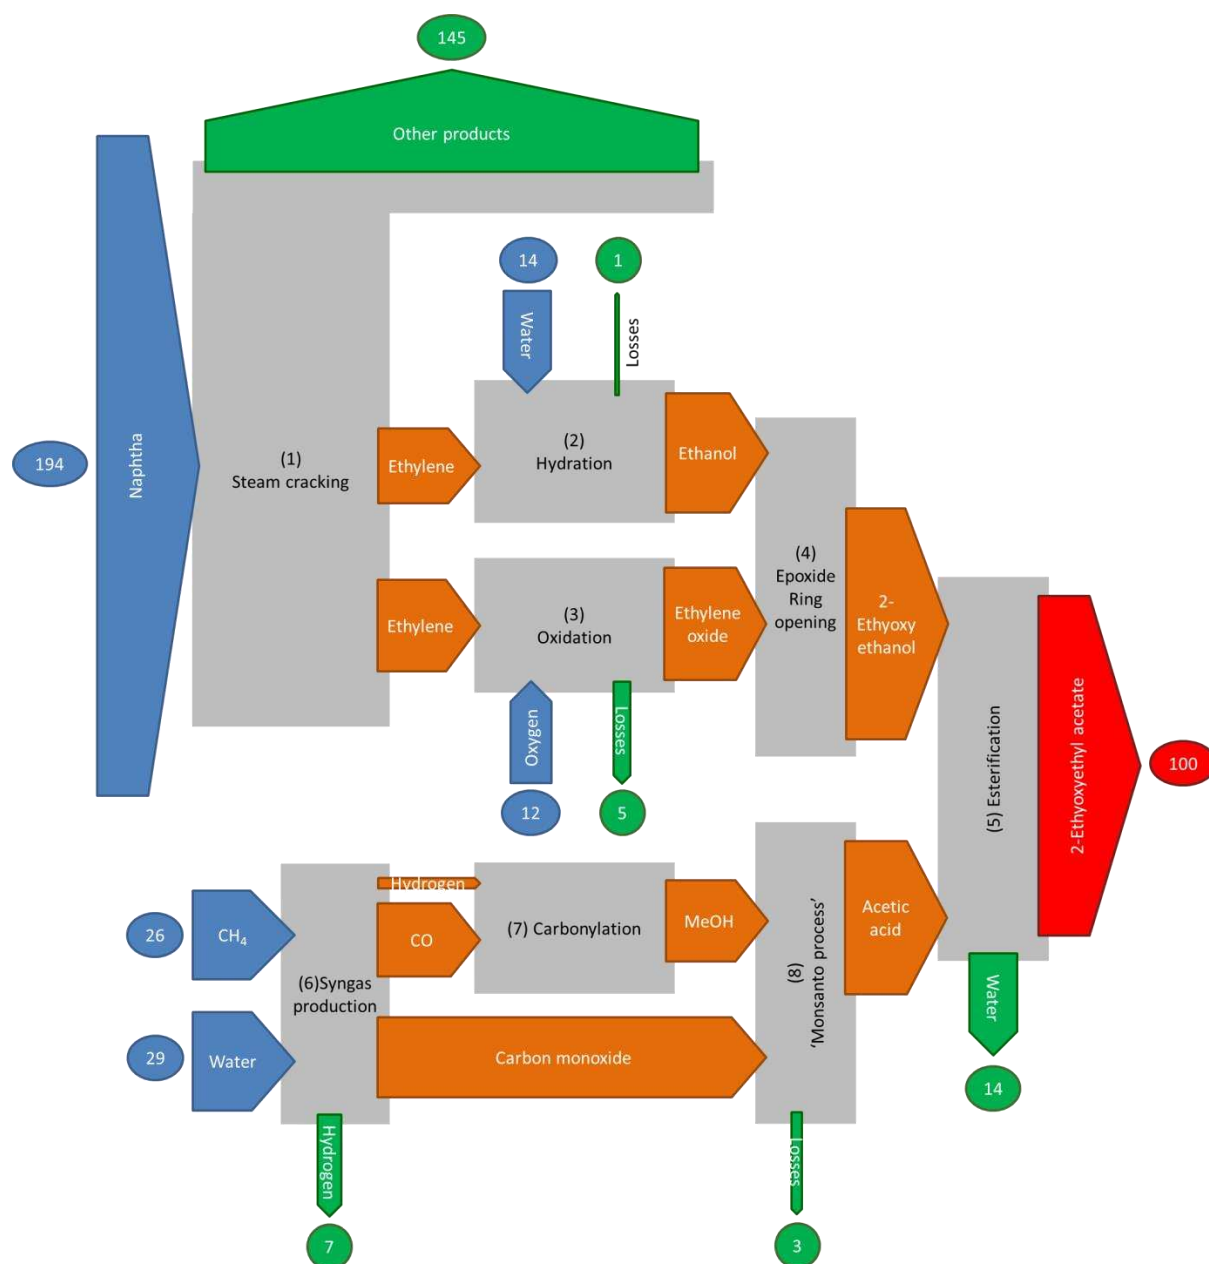 145
Other products
14
1
Water
Losses
Naphtha
194
(1)
Steam cracking
Ethylene
(2)
Hydration
Ethanol
(4)
Epoxide
Ring
opening
Ethylene
(3)
Oxidation
Ethylene
oxide
2-
Ethyoxy
ethanol
Oxygen
Losses
12
5
(5) Esterification
2-Ethyoxyethyl acetate
100
26
CH₄
Hydrogen
CO
(7) Carbonylation
MeOH
(8)
'Monsanto process'
Acetic
acid
(6)Syngas
production
29
Water
Carbon monoxide
Water
14
Hydrogen
7
Losses
3